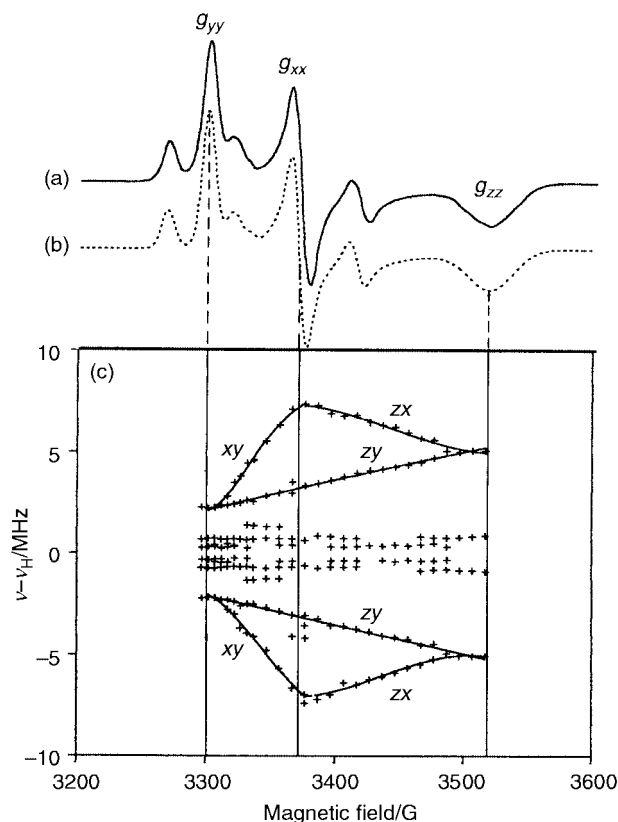 g_yy
g_xx
g_zz
(a)
(b)
(c)
10
5
0
−5
−10
ν−ν_H/MHz
xy
zx
zy
zy
xy
zx
3200
3300
3400
3500
3600
Magnetic field/G